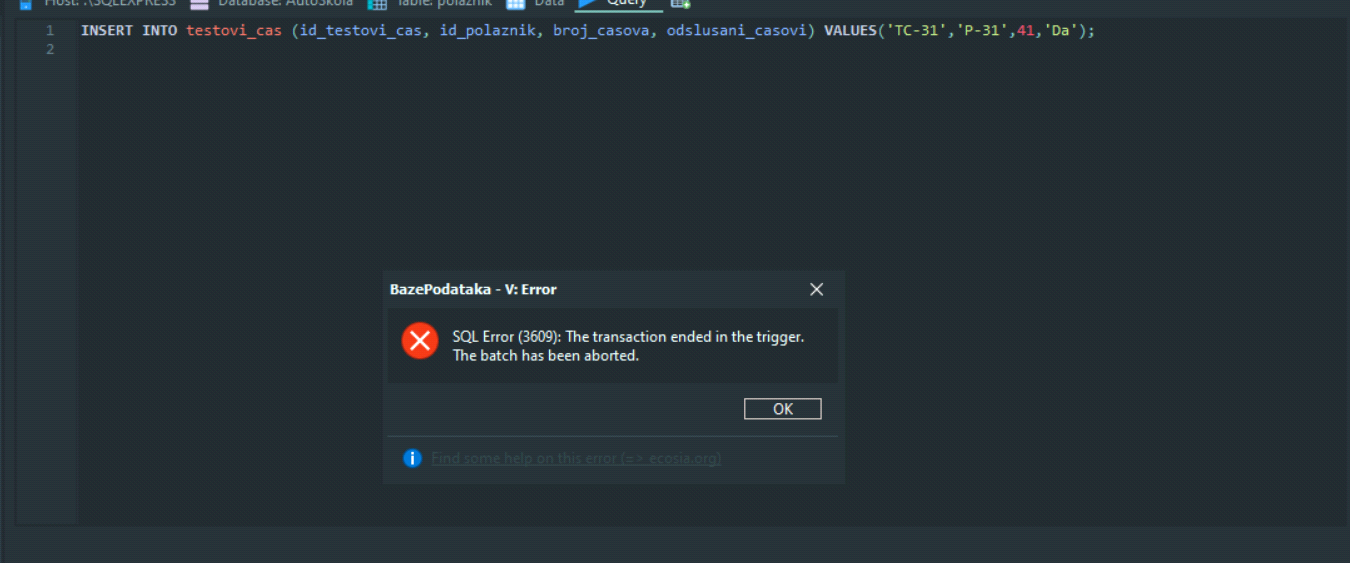 Host: .\SQLEXPRESS Database: AutoSkola Table: polaznik Data Query
1 INSERT INTO testovi_cas (id_testovi_cas, id_polaznik, broj_casova, odslusani_casovi) VALUES('TC-31','P-31',41,'Da');
2
BazePodataka - V: Error
SQL Error (3609): The transaction ended in the trigger.
The batch has been aborted.
OK
Find some help on this error (=> ecosia.org)